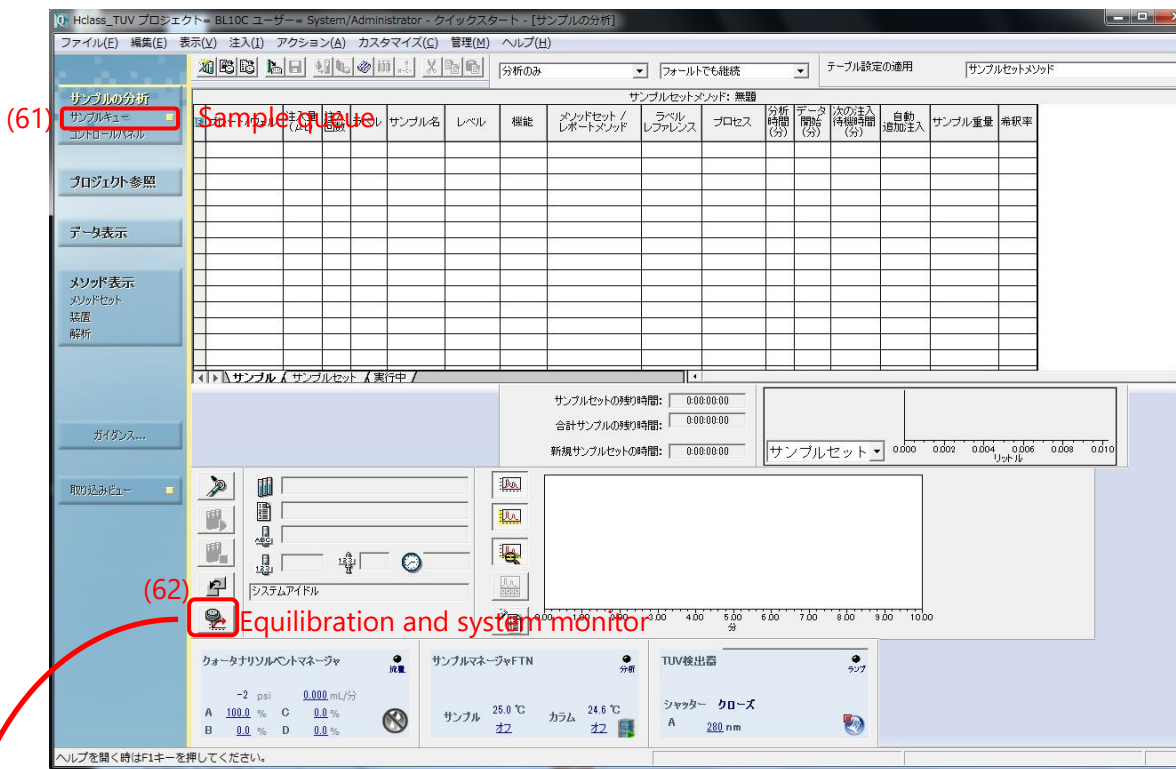 Hclass_TUV プロジェクト= BL10C ユーザー= System/Administrator - クイックスタート - [サンプルの分析]
ファイル(F) 編集(E) 表示(V) 注入(I) アクション(A) カスタマイズ(C) 管理(M) ヘルプ(H)
分析のみ フォールトでも継続 テーブル設定の適用 サンプルセットメソッド
サンプルの分析
(61) サンプルキュー Sample queue
コントロールパネル
プロジェクト参照
データ表示
メソッド表示
メソッドセット
装置
解析
ガイダンス...
取り込みビュー
サンプルセットメソッド: 無題
サンプル名 レベル 機能 メソッドセット / レポートメソッド ラベル レファレンス プロセス 分析時間(分) データ開始(分) 次の注入待機時間(分) 自動追加注入 サンプル重量 希釈率
サンプル サンプルセット 実行中
サンプルセットの残り時間: 0:00:00:00
合計サンプルの残り時間: 0:00:00:00
新規サンプルセットの時間: 0:00:00:00
サンプルセット
0.000 0.002 0.004 0.006 0.008 0.010
リットル
システムアイドル
(62) Equilibration and system monitor
3.00 4.00 5.00 6.00 7.00 8.00 9.00 10.00
分
クォータナリソルベントマネージャ 流量
-2 psi 0.000 mL/分
A 100.0 % C 0.0 %
B 0.0 % D 0.0 %
サンプルマネージャFTN 分析
サンプル 25.0 ℃ カラム 24.6 ℃
オフ オフ
TUV検出器 ランプ
シャッター クローズ
A 280 nm
ヘルプを開く時はF1キーを押してください。